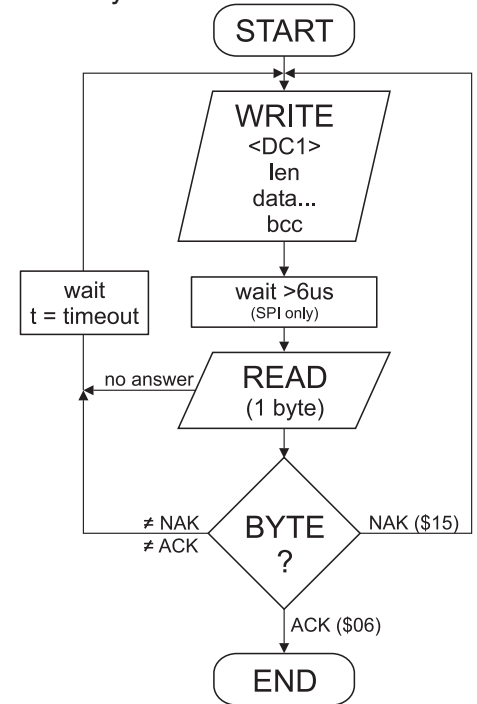 START
WRITE
<DC1>
len
data...
bcc
wait
t = timeout
wait >6us
(SPI only)
no answer
READ
(1 byte)
≠ NAK
≠ ACK
BYTE
?
NAK ($15)
ACK ($06)
END